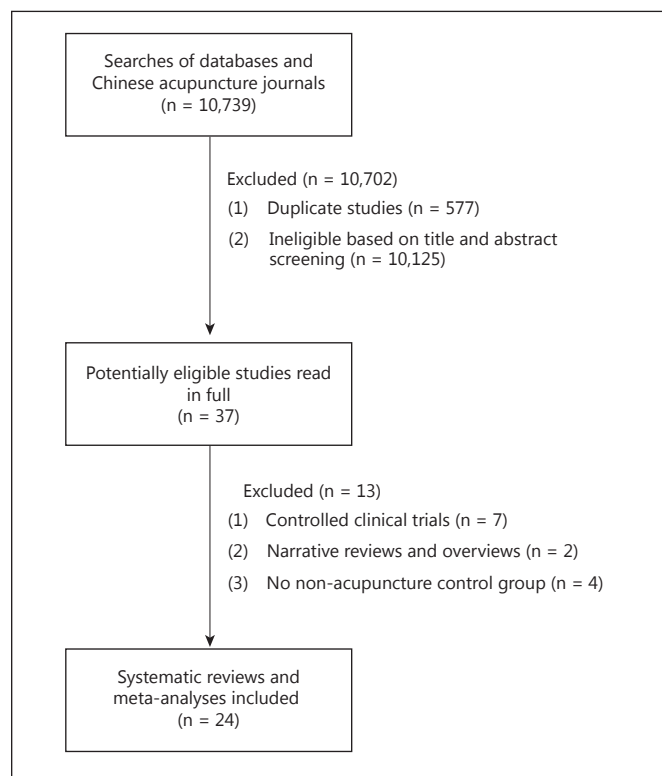 Searches of databases and
Chinese acupuncture journals
(n = 10,739)
Excluded (n = 10,702)
(1) Duplicate studies (n = 577)
(2) Ineligible based on title and abstract
screening (n = 10,125)
Potentially eligible studies read
in full
(n = 37)
Excluded (n = 13)
(1) Controlled clinical trials (n = 7)
(2) Narrative reviews and overviews (n = 2)
(3) No non-acupuncture control group (n = 4)
Systematic reviews and
meta-analyses included
(n = 24)